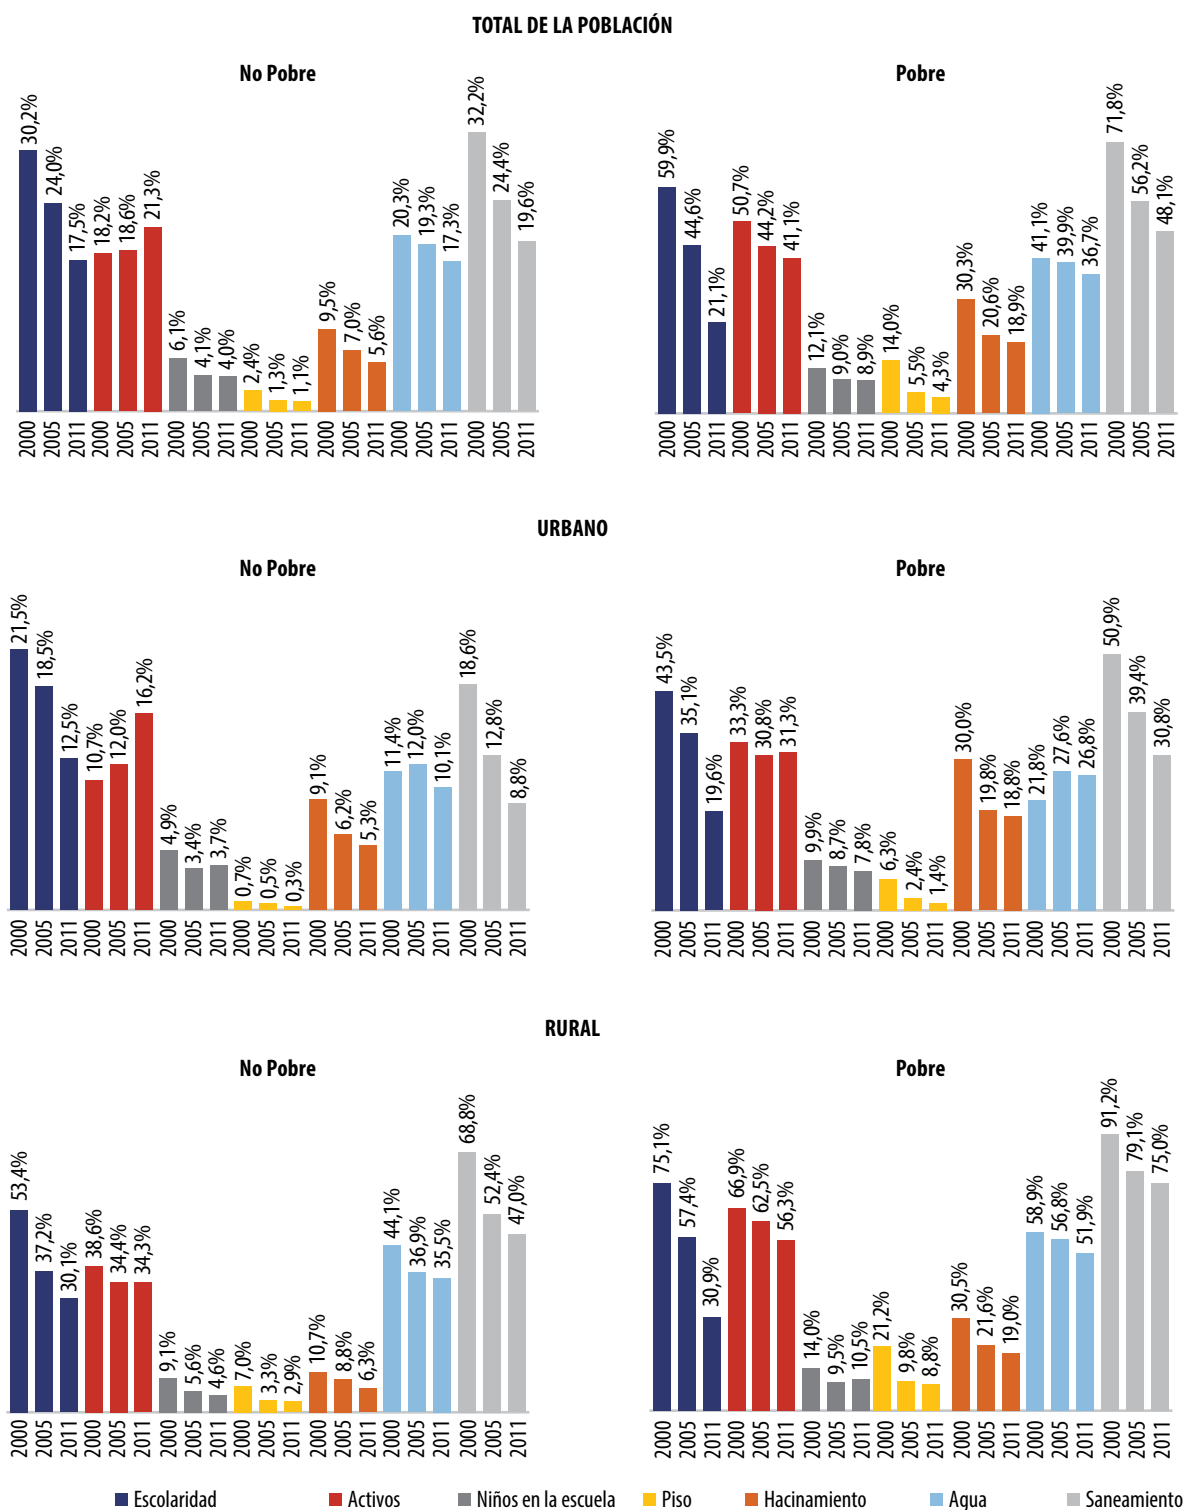 TOTAL DE LA POBLACIÓN
No Pobre
30,2% 24,0% 17,5% 18,2% 18,6% 21,3% 6,1% 4,1% 4,0% 2,4% 1,3% 1,1% 9,5% 7,0% 5,6% 20,3% 19,3% 17,3% 32,2% 24,4% 19,6%
2000 2005 2011 2000 2005 2011 2000 2005 2011 2000 2005 2011 2000 2005 2011 2000 2005 2011 2000 2005 2011
Pobre
59,9% 44,6% 21,1% 50,7% 44,2% 41,1% 12,1% 9,0% 8,9% 14,0% 5,5% 4,3% 30,3% 20,6% 18,9% 41,1% 39,9% 36,7% 71,8% 56,2% 48,1%
2000 2005 2011 2000 2005 2011 2000 2005 2011 2000 2005 2011 2000 2005 2011 2000 2005 2011 2000 2005 2011
URBANO
No Pobre
21,5% 18,5% 12,5% 10,7% 12,0% 16,2% 4,9% 3,4% 3,7% 0,7% 0,5% 0,3% 9,1% 6,2% 5,3% 11,4% 12,0% 10,1% 18,6% 12,8% 8,8%
2000 2005 2011 2000 2005 2011 2000 2005 2011 2000 2005 2011 2000 2005 2011 2000 2005 2011 2000 2005 2011
Pobre
43,5% 35,1% 19,6% 33,3% 30,8% 31,3% 9,9% 8,7% 7,8% 6,3% 2,4% 1,4% 30,0% 19,8% 18,8% 21,8% 27,6% 26,8% 50,9% 39,4% 30,8%
2000 2005 2011 2000 2005 2011 2000 2005 2011 2000 2005 2011 2000 2005 2011 2000 2005 2011 2000 2005 2011
RURAL
No Pobre
53,4% 37,2% 30,1% 38,6% 34,4% 34,3% 9,1% 5,6% 4,6% 7,0% 3,3% 2,9% 10,7% 8,8% 6,3% 44,1% 36,9% 35,5% 68,8% 52,4% 47,0%
2000 2005 2011 2000 2005 2011 2000 2005 2011 2000 2005 2011 2000 2005 2011 2000 2005 2011 2000 2005 2011
Pobre
75,1% 57,4% 30,9% 66,9% 62,5% 56,3% 14,0% 9,5% 10,5% 21,2% 9,8% 8,8% 30,5% 21,6% 19,0% 58,9% 56,8% 51,9% 91,2% 79,1% 75,0%
2000 2005 2011 2000 2005 2011 2000 2005 2011 2000 2005 2011 2000 2005 2011 2000 2005 2011 2000 2005 2011
Escolaridad Activos Niños en la escuela Piso Hacinamiento Agua Saneamiento